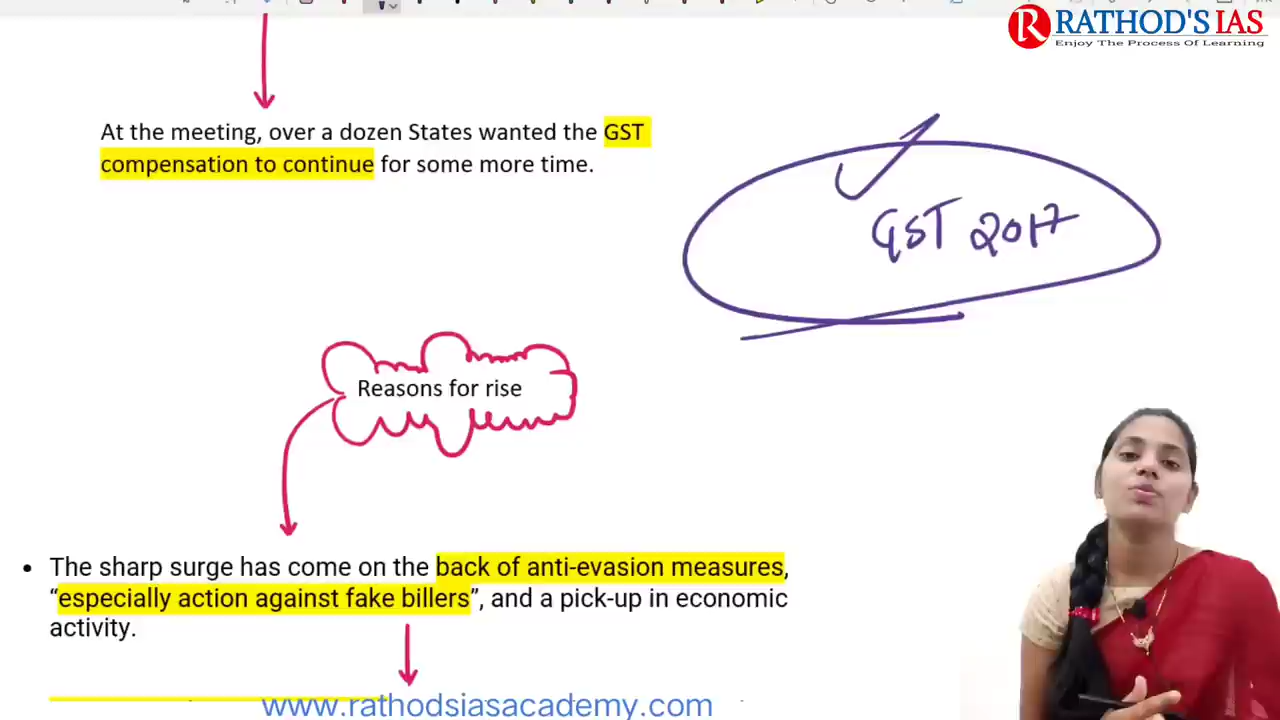 RATHOD'S IAS
Enjoy The Process Of Learning
At the meeting, over a dozen States wanted the GST
compensation to continue for some more time.
GST 2017
Reasons for rise
• The sharp surge has come on the back of anti-evasion measures,
“especially action against fake billers”, and a pick-up in economic
activity.
www.rathodsiasacademy.com